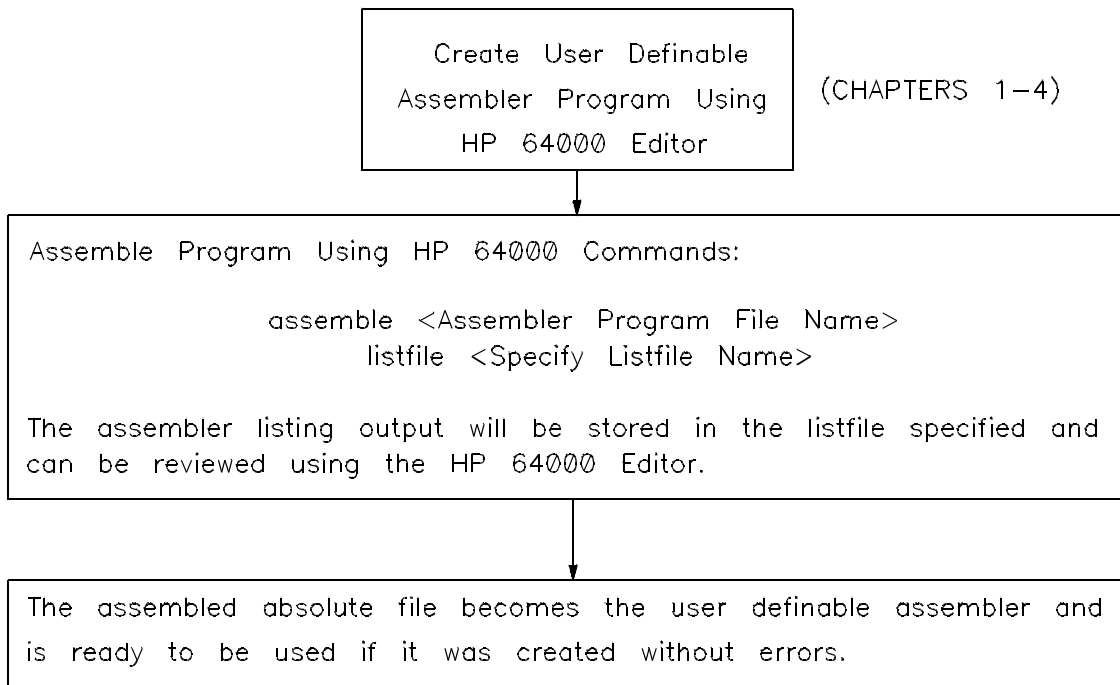 Create User Definable
Assembler Program Using
HP 64000 Editor
(CHAPTERS 1-4)
Assemble Program Using HP 64000 Commands:
assemble <Assembler Program File Name>
listfile <Specify Listfile Name>
The assembler listing output will be stored in the listfile specified and
can be reviewed using the HP 64000 Editor.
The assembled absolute file becomes the user definable assembler and
is ready to be used if it was created without errors.